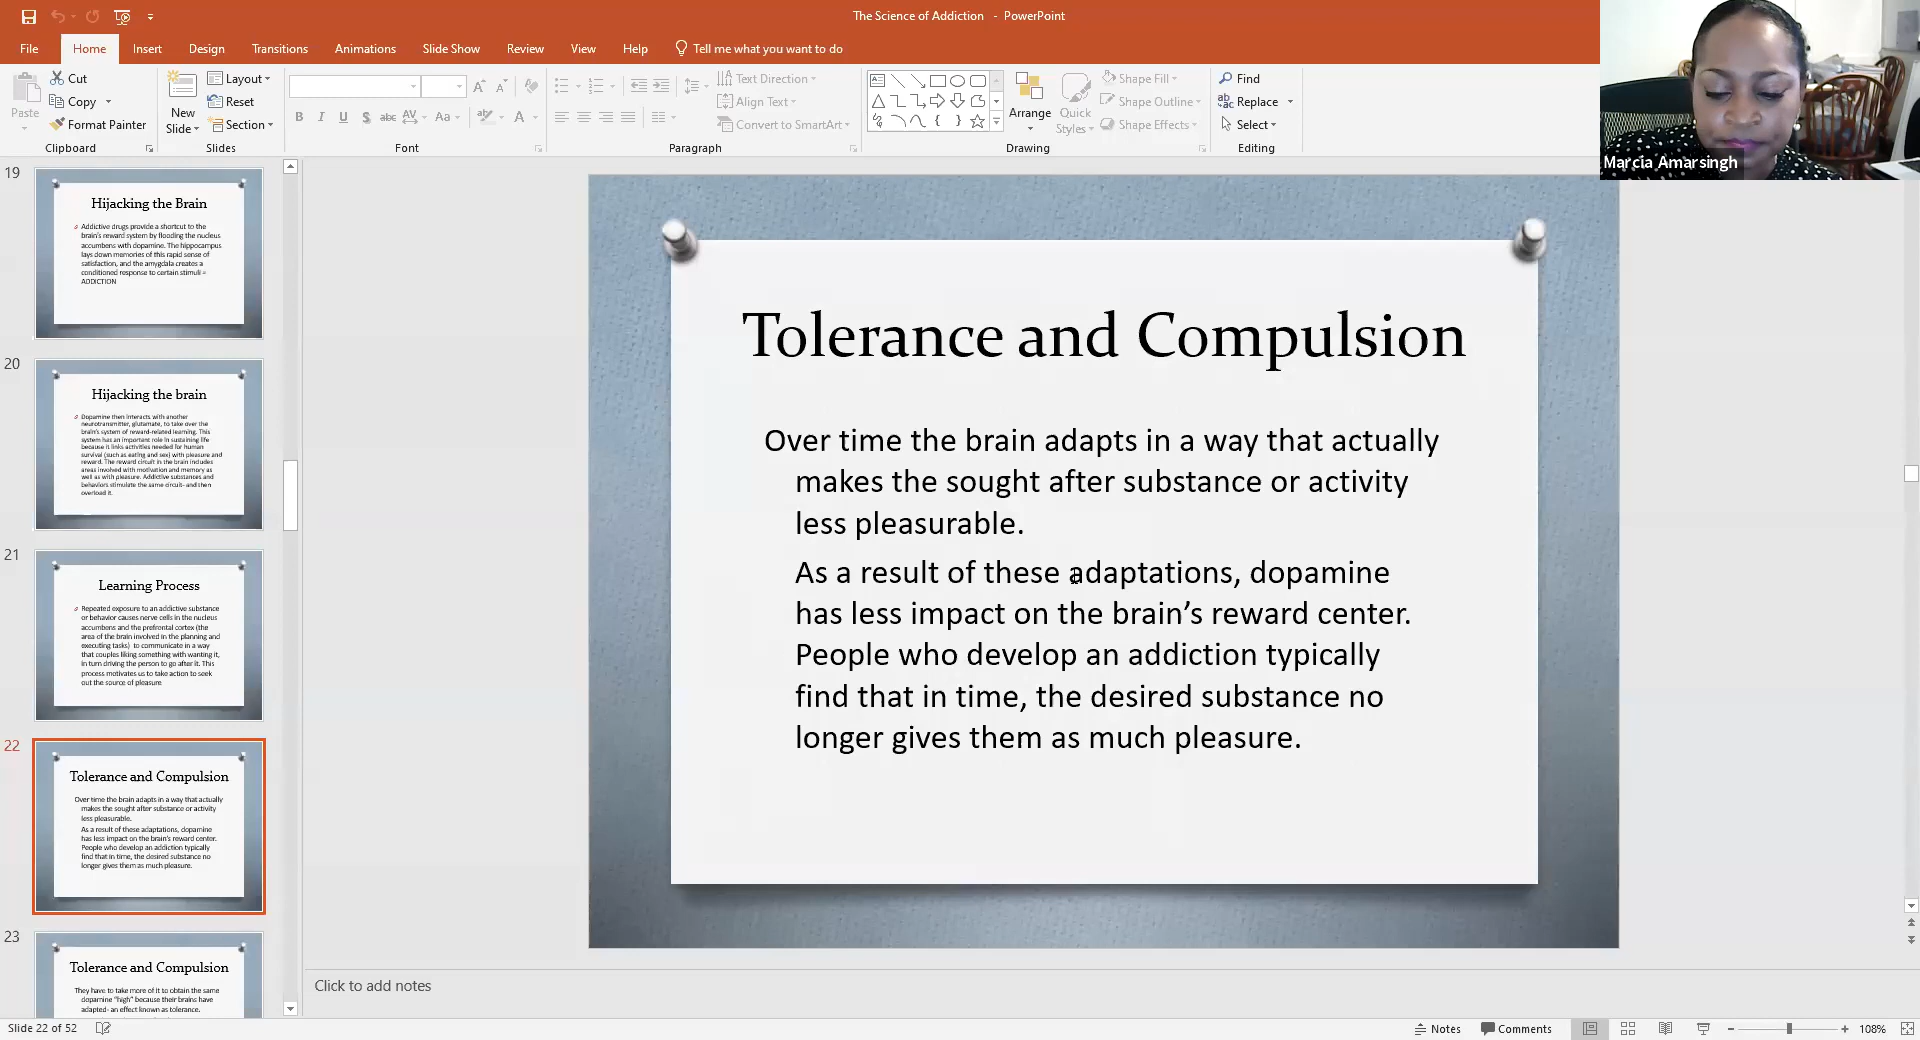 The Science of Addiction - PowerPoint
File Home Insert Design Transitions Animations Slide Show Review View Help Tell me what you want to do
Cut
Copy
Format Painter
Paste
Clipboard
New
Slide
Layout
Reset
Section
Slides
B I U S abc AV Aa A
Font
Text Direction
Align Text
Convert to SmartArt
Paragraph
Arrange
Quick
Styles
Shape Fill
Shape Outline
Shape Effects
Drawing
Find
Replace
Select
Editing
Marcia Amarsingh
19
Hijacking the Brain
Addictive drugs provide a shortcut to the
brain's reward system by flooding the nucleus
accumbens with dopamine. The hippocampus
lays down memories of this rapid sense of
satisfaction, and the amygdala creates a
conditioned response to certain stimuli =
ADDICTION
20
Hijacking the brain
Dopamine then interacts with another
neurotransmitter, glutamate, to take over the
brain's system of reward-related learning. This
system has an important role in sustaining life
because it links activities needed for human
survival (such as eating and sex) with pleasure and
reward. The reward circuit in the brain includes
areas involved with motivation and memory as
well as with pleasure. Addictive substances and
behaviors stimulate the same circuit- and then
overload it.
21
Learning Process
Repeated exposure to an addictive substance
or behavior causes nerve cells in the nucleus
accumbens and the prefrontal cortex (the
area of the brain involved in the planning and
executing tasks) to communicate in a way
that couples liking something with wanting it,
in turn driving the person to go after it. This
process motivates us to take action to seek
out the source of pleasure
22
Tolerance and Compulsion
Over time the brain adapts in a way that actually
makes the sought after substance or activity
less pleasurable.
As a result of these adaptations, dopamine
has less impact on the brain's reward center.
People who develop an addiction typically
find that in time, the desired substance no
longer gives them as much pleasure.
23
Tolerance and Compulsion
They have to take more of it to obtain the same
dopamine "high" because their brains have
adapted- an effect known as tolerance.
Tolerance and Compulsion
Over time the brain adapts in a way that actually
makes the sought after substance or activity
less pleasurable.
As a result of these adaptations, dopamine
has less impact on the brain’s reward center.
People who develop an addiction typically
find that in time, the desired substance no
longer gives them as much pleasure.
Click to add notes
Slide 22 of 52
Notes Comments 108%